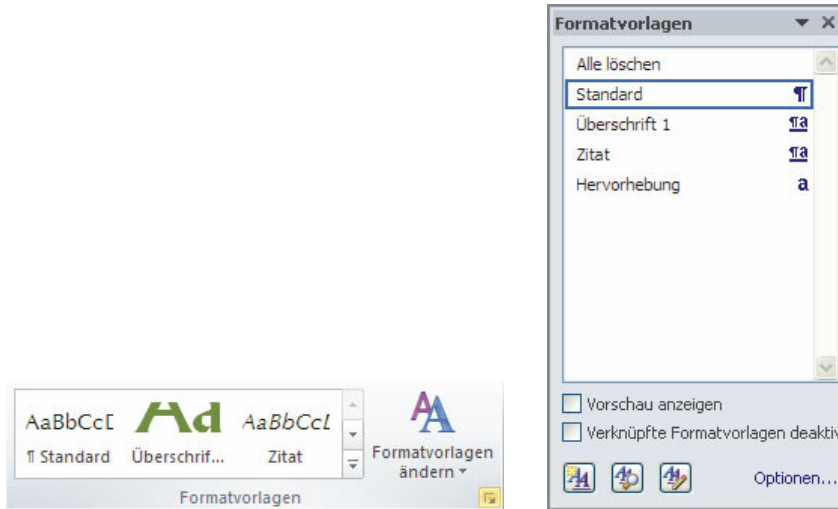 AaBbCcD
Ad
AaBbCcL
¶ Standard
Überschrif...
Zitat
Formatvorlagen
ändern
Formatvorlagen
Formatvorlagen
Alle löschen
Standard ¶
Überschrift 1 ¶a
Zitat ¶a
Hervorhebung a
Vorschau anzeigen
Verknüpfte Formatvorlagen deaktiv
Optionen...